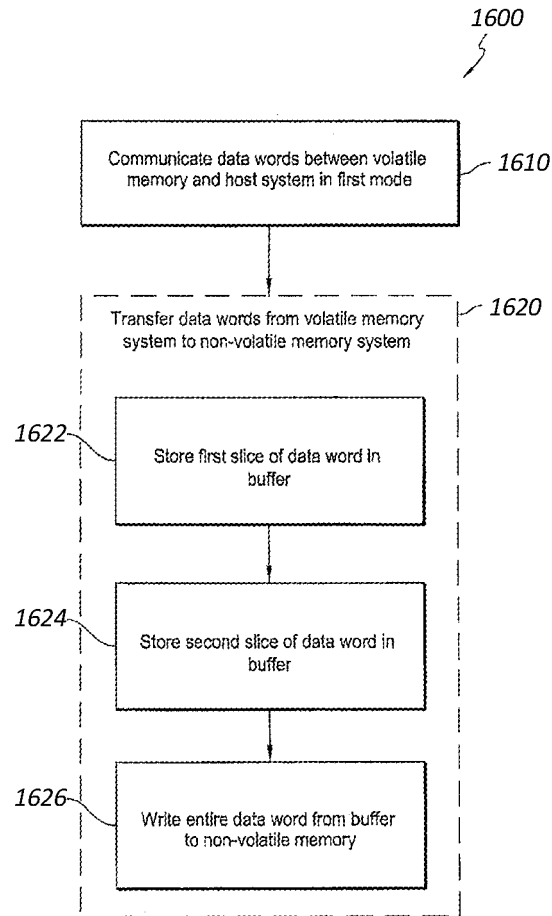 1600
Communicate data words between volatile
memory and host system in first mode
1610
Transfer data words from volatile memory
system to non-volatile memory system
1620
1622
Store first slice of data word in
buffer
1624
Store second slice of data word in
buffer
1626
Write entire data word from buffer
to non-volatile memory